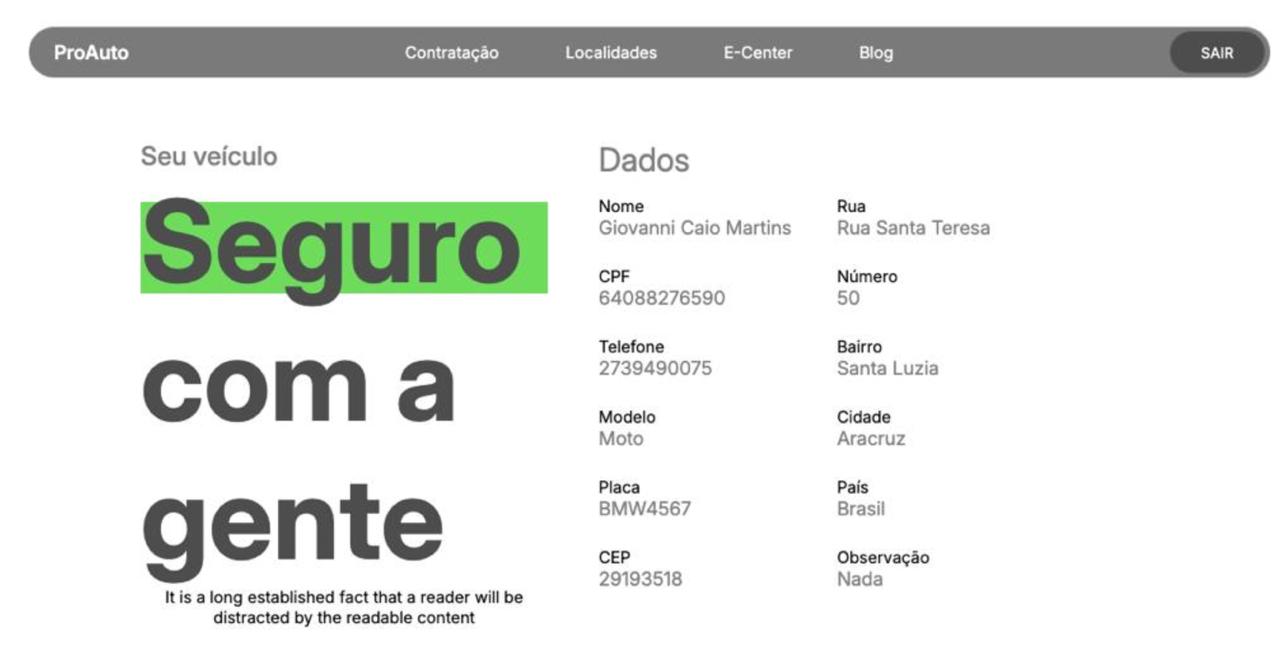 ProAuto Contratação Localidades E-Center Blog SAIR
Seu veículo
Seguro
com a
gente
It is a long established fact that a reader will be
distracted by the readable content
Dados
Nome
Giovanni Caio Martins
CPF
64088276590
Telefone
2739490075
Modelo
Moto
Placa
BMW4567
CEP
29193518
Rua
Rua Santa Teresa
Número
50
Bairro
Santa Luzia
Cidade
Aracruz
País
Brasil
Observação
Nada